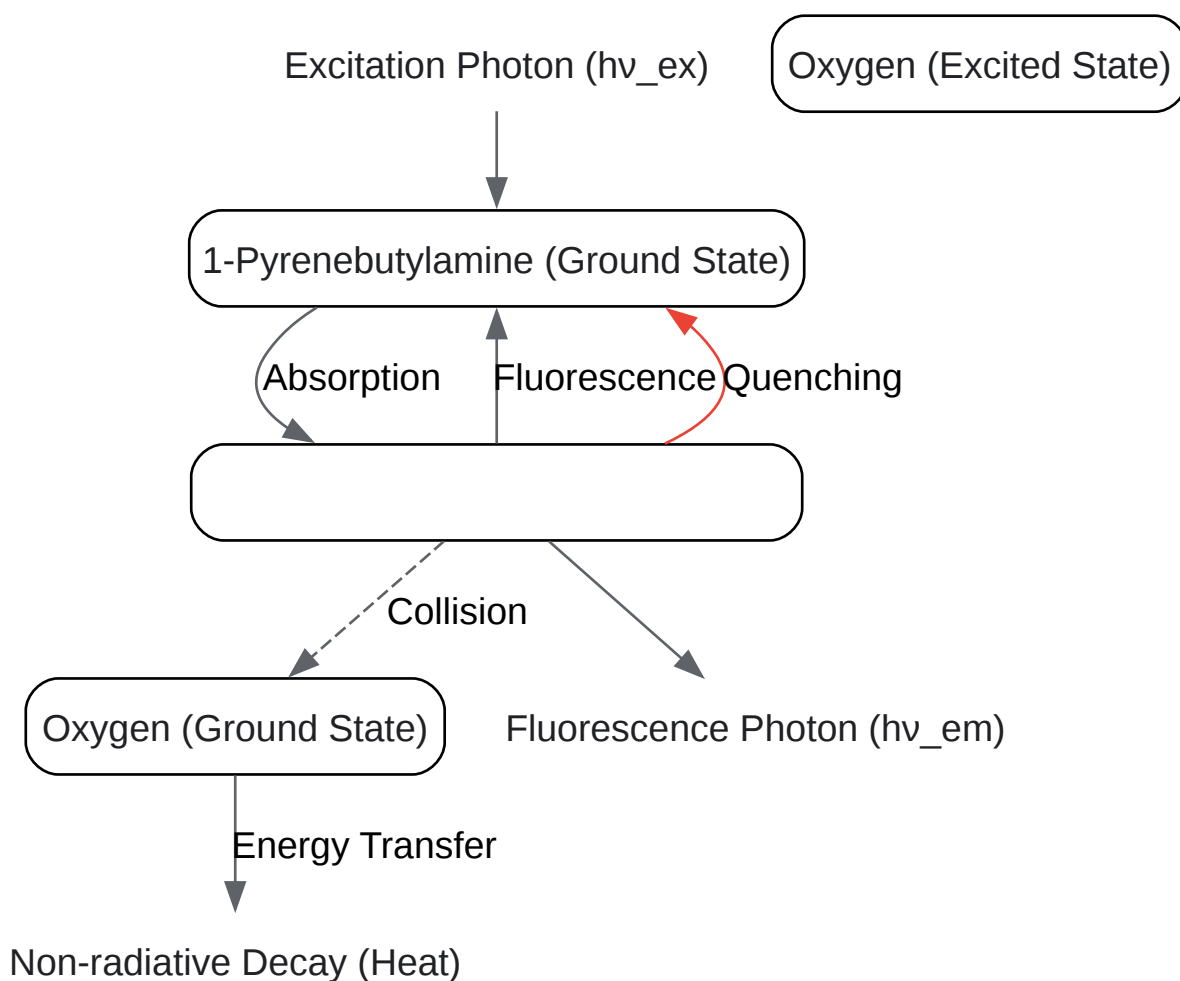 Excitation Photon (hν_ex)
Oxygen (Excited State)
1-Pyrenebutylamine (Ground State)
Absorption
Fluorescence
Quenching
Collision
Oxygen (Ground State)
Fluorescence Photon (hν_em)
Energy Transfer
Non-radiative Decay (Heat)